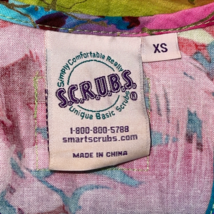 XS
Simply Comfortable Really
S.C.R.U.B.S.®
Unique Basic Scrubs
1-800-800-5788
smartscrubs.com
MADE IN CHINA